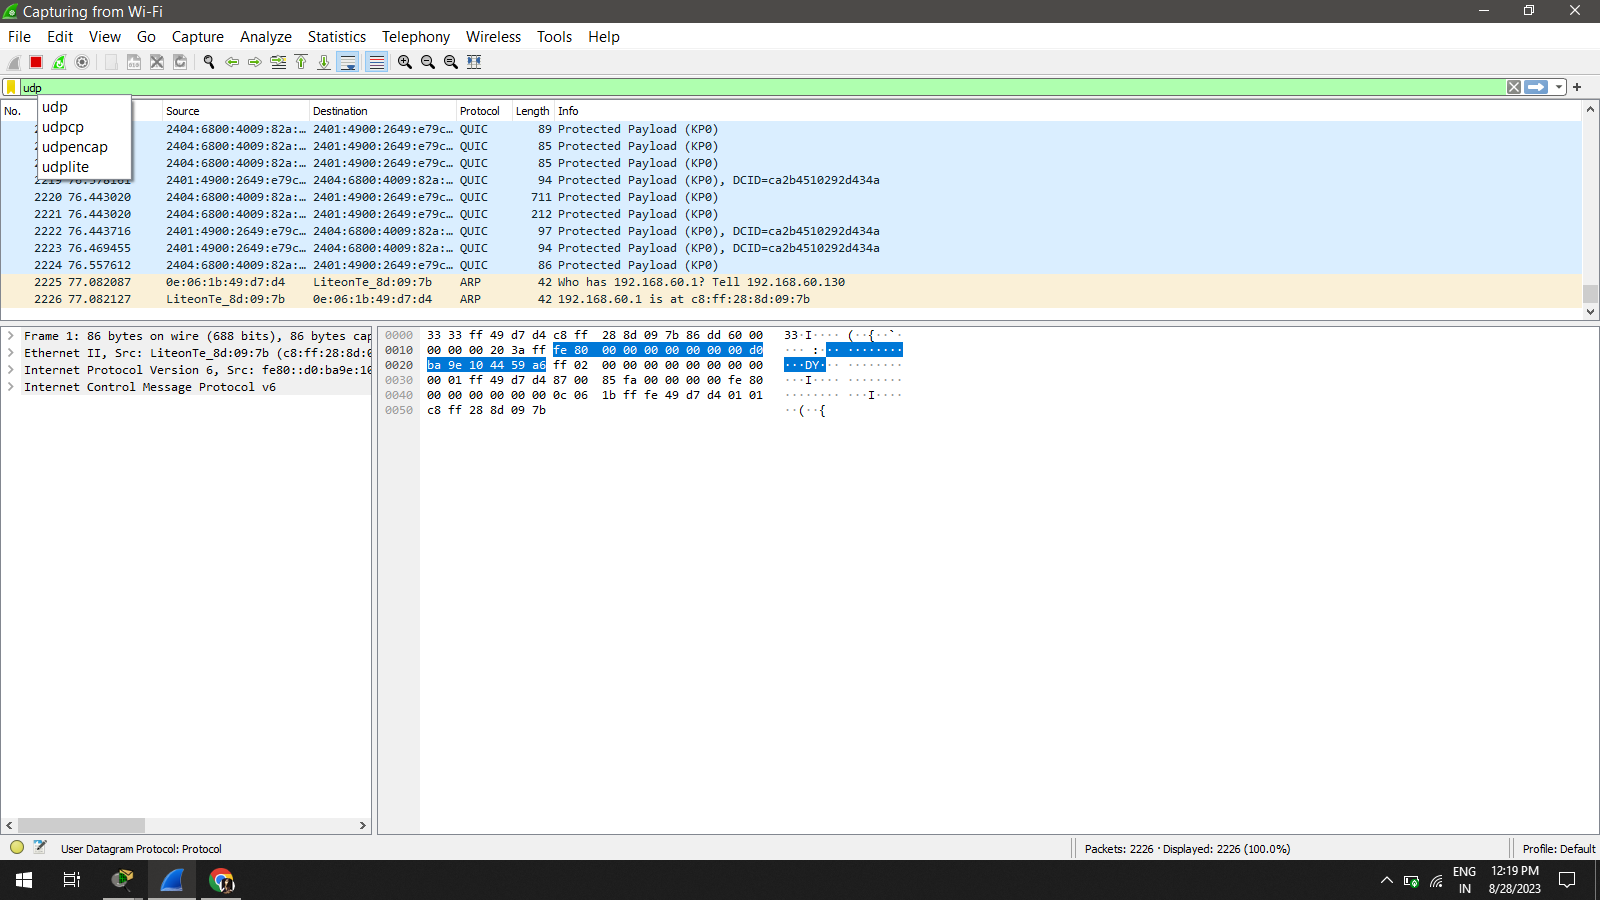 Capturing from Wi-Fi
File Edit View Go Capture Analyze Statistics Telephony Wireless Tools Help
udp
udp
udpcp
udpencap
udplite
No. Source Destination Protocol Length Info
2404:6800:4009:82a:… 2401:4900:2649:e79c… QUIC 89 Protected Payload (KP0)
2404:6800:4009:82a:… 2401:4900:2649:e79c… QUIC 85 Protected Payload (KP0)
2404:6800:4009:82a:… 2401:4900:2649:e79c… QUIC 85 Protected Payload (KP0)
2401:4900:2649:e79c… 2404:6800:4009:82a:… QUIC 94 Protected Payload (KP0), DCID=ca2b4510292d434a
2220 76.443020 2404:6800:4009:82a:… 2401:4900:2649:e79c… QUIC 711 Protected Payload (KP0)
2221 76.443020 2404:6800:4009:82a:… 2401:4900:2649:e79c… QUIC 212 Protected Payload (KP0)
2222 76.443716 2401:4900:2649:e79c… 2404:6800:4009:82a:… QUIC 97 Protected Payload (KP0), DCID=ca2b4510292d434a
2223 76.469455 2401:4900:2649:e79c… 2404:6800:4009:82a:… QUIC 94 Protected Payload (KP0), DCID=ca2b4510292d434a
2224 76.557612 2404:6800:4009:82a:… 2401:4900:2649:e79c… QUIC 86 Protected Payload (KP0)
2225 77.082087 0e:06:1b:49:d7:d4 LiteonTe_8d:09:7b ARP 42 Who has 192.168.60.1? Tell 192.168.60.130
2226 77.082127 LiteonTe_8d:09:7b 0e:06:1b:49:d7:d4 ARP 42 192.168.60.1 is at c8:ff:28:8d:09:7b
Frame 1: 86 bytes on wire (688 bits), 86 bytes cap
Ethernet II, Src: LiteonTe_8d:09:7b (c8:ff:28:8d:0
Internet Protocol Version 6, Src: fe80::d0:ba9e:10
Internet Control Message Protocol v6
0000 33 33 ff 49 d7 d4 c8 ff 28 8d 09 7b 86 dd 60 00 33·I···· (··{··`·
0010 00 00 00 20 3a ff fe 80 00 00 00 00 00 00 00 d0 ··· :··· ········
0020 ba 9e 10 44 59 a6 ff 02 00 00 00 00 00 00 00 00 ···DY··· ········
0030 00 01 ff 49 d7 d4 87 00 85 fa 00 00 00 00 fe 80 ···I···· ········
0040 00 00 00 00 00 00 0c 06 1b ff fe 49 d7 d4 01 01 ········ ···I····
0050 c8 ff 28 8d 09 7b ··(··{
User Datagram Protocol: Protocol
Packets: 2226 · Displayed: 2226 (100.0%)
Profile: Default
ENG
IN
12:19 PM
8/28/2023